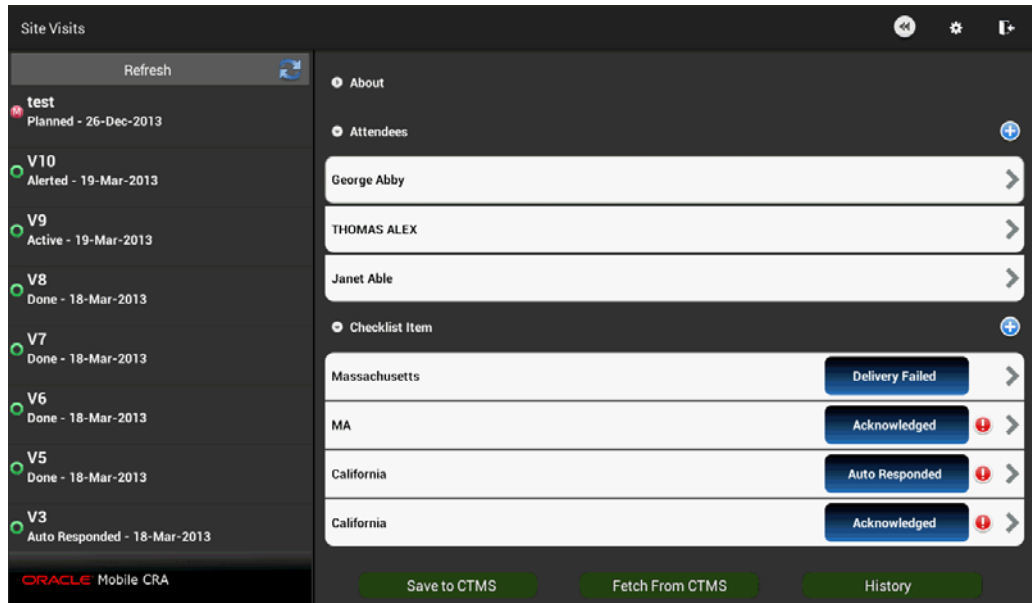 Site Visits
Refresh
test
Planned - 26-Dec-2013
V10
Alerted - 19-Mar-2013
V9
Active - 19-Mar-2013
V8
Done - 18-Mar-2013
V7
Done - 18-Mar-2013
V6
Done - 18-Mar-2013
V5
Done - 18-Mar-2013
V3
Auto Responded - 18-Mar-2013
ORACLE Mobile CRA
About
Attendees
George Abby
THOMAS ALEX
Janet Able
Checklist Item
Massachusetts Delivery Failed
MA Acknowledged
California Auto Responded
California Acknowledged
Save to CTMS Fetch From CTMS History